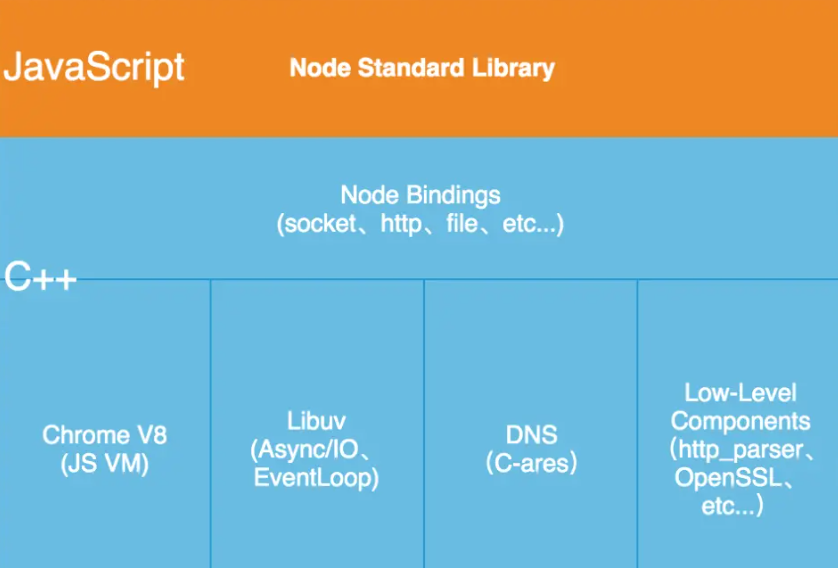 JavaScript
Node Standard Library
Node Bindings
(socket、http、file、etc...)
C++
Chrome V8
(JS VM)
Libuv
(Async/IO、
EventLoop)
DNS
（C-ares）
Low-Level
Components
（http_parser、
OpenSSL、
etc...）